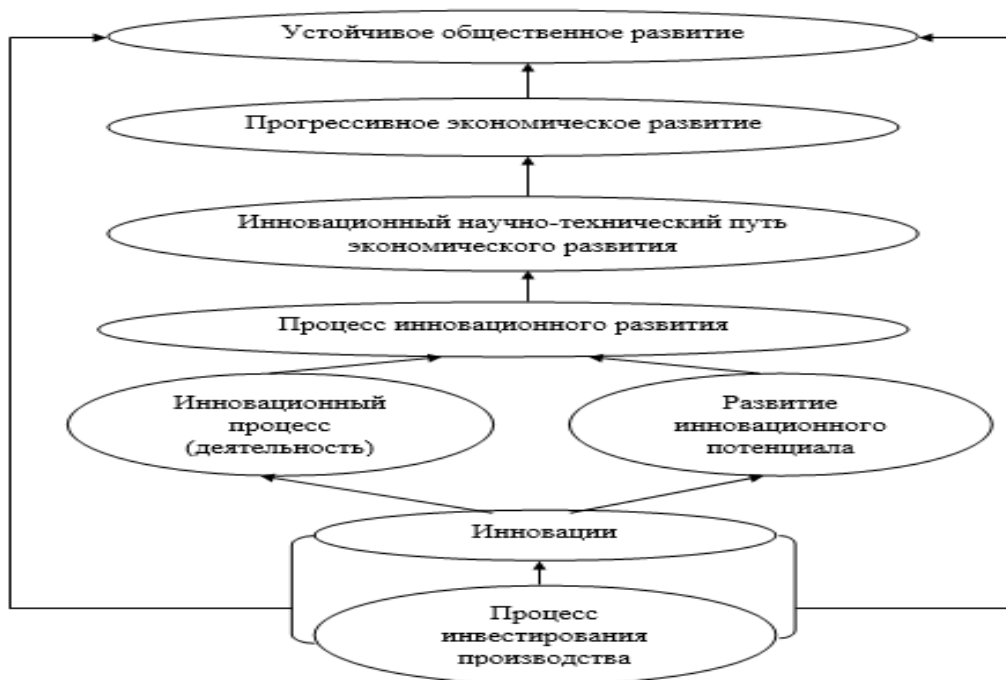 Устойчивое общественное развитие
Прогрессивное экономическое развитие
Инновационный научно-технический путь
экономического развития
Процесс инновационного развития
Инновационный
процесс
(деятельность)
Развитие
инновационного
потенциала
Инновации
Процесс
инвестирования
производства